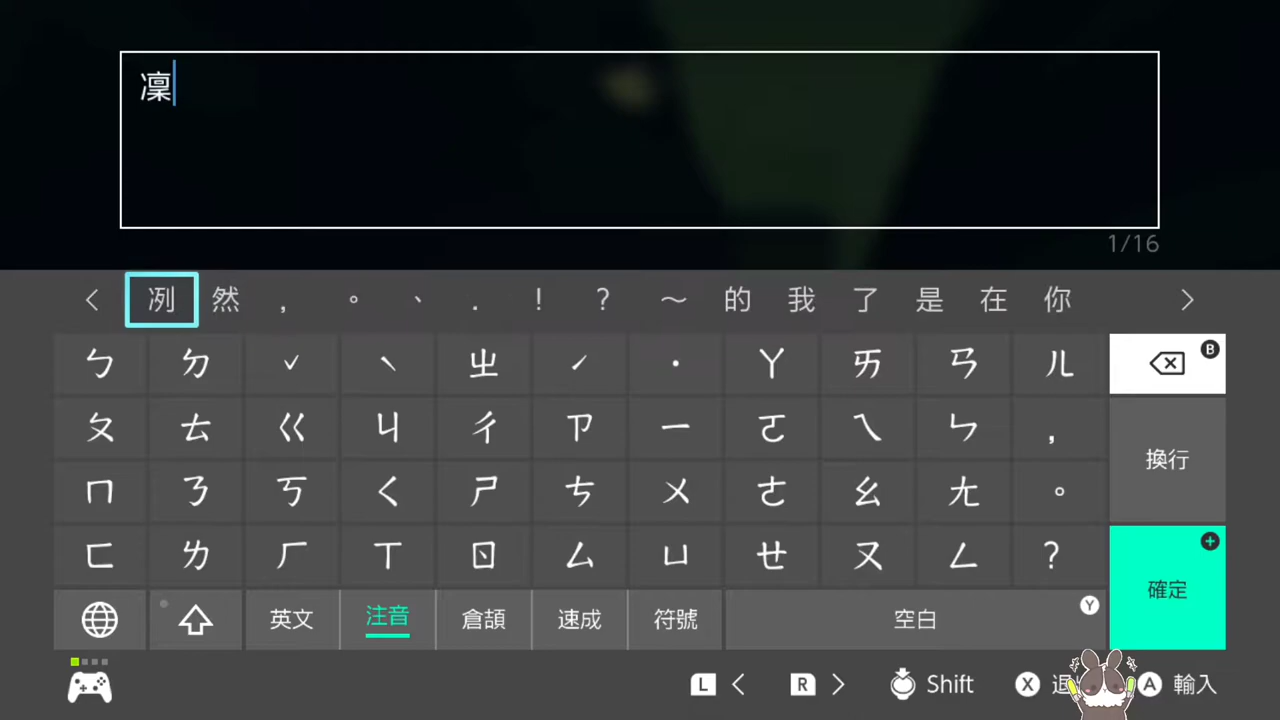 凜
1/16
冽 然 , 。 、 . ! ? ～ 的 我 了 是 在 你
ㄅ ㄉ ˇ ˋ ㄓ ˊ ˙ ㄚ ㄞ ㄢ ㄦ B
ㄆ ㄊ ㄍ ㄐ ㄔ ㄗ ㄧ ㄛ ㄟ ㄣ , 換行
ㄇ ㄋ ㄎ ㄑ ㄕ ㄘ ㄨ ㄜ ㄠ ㄤ 。
ㄈ ㄌ ㄏ ㄒ ㄖ ㄙ ㄩ ㄝ ㄡ ㄥ ? 確定
英文 注音 倉頡 速成 符號 空白 Y
L R Shift X A 輸入